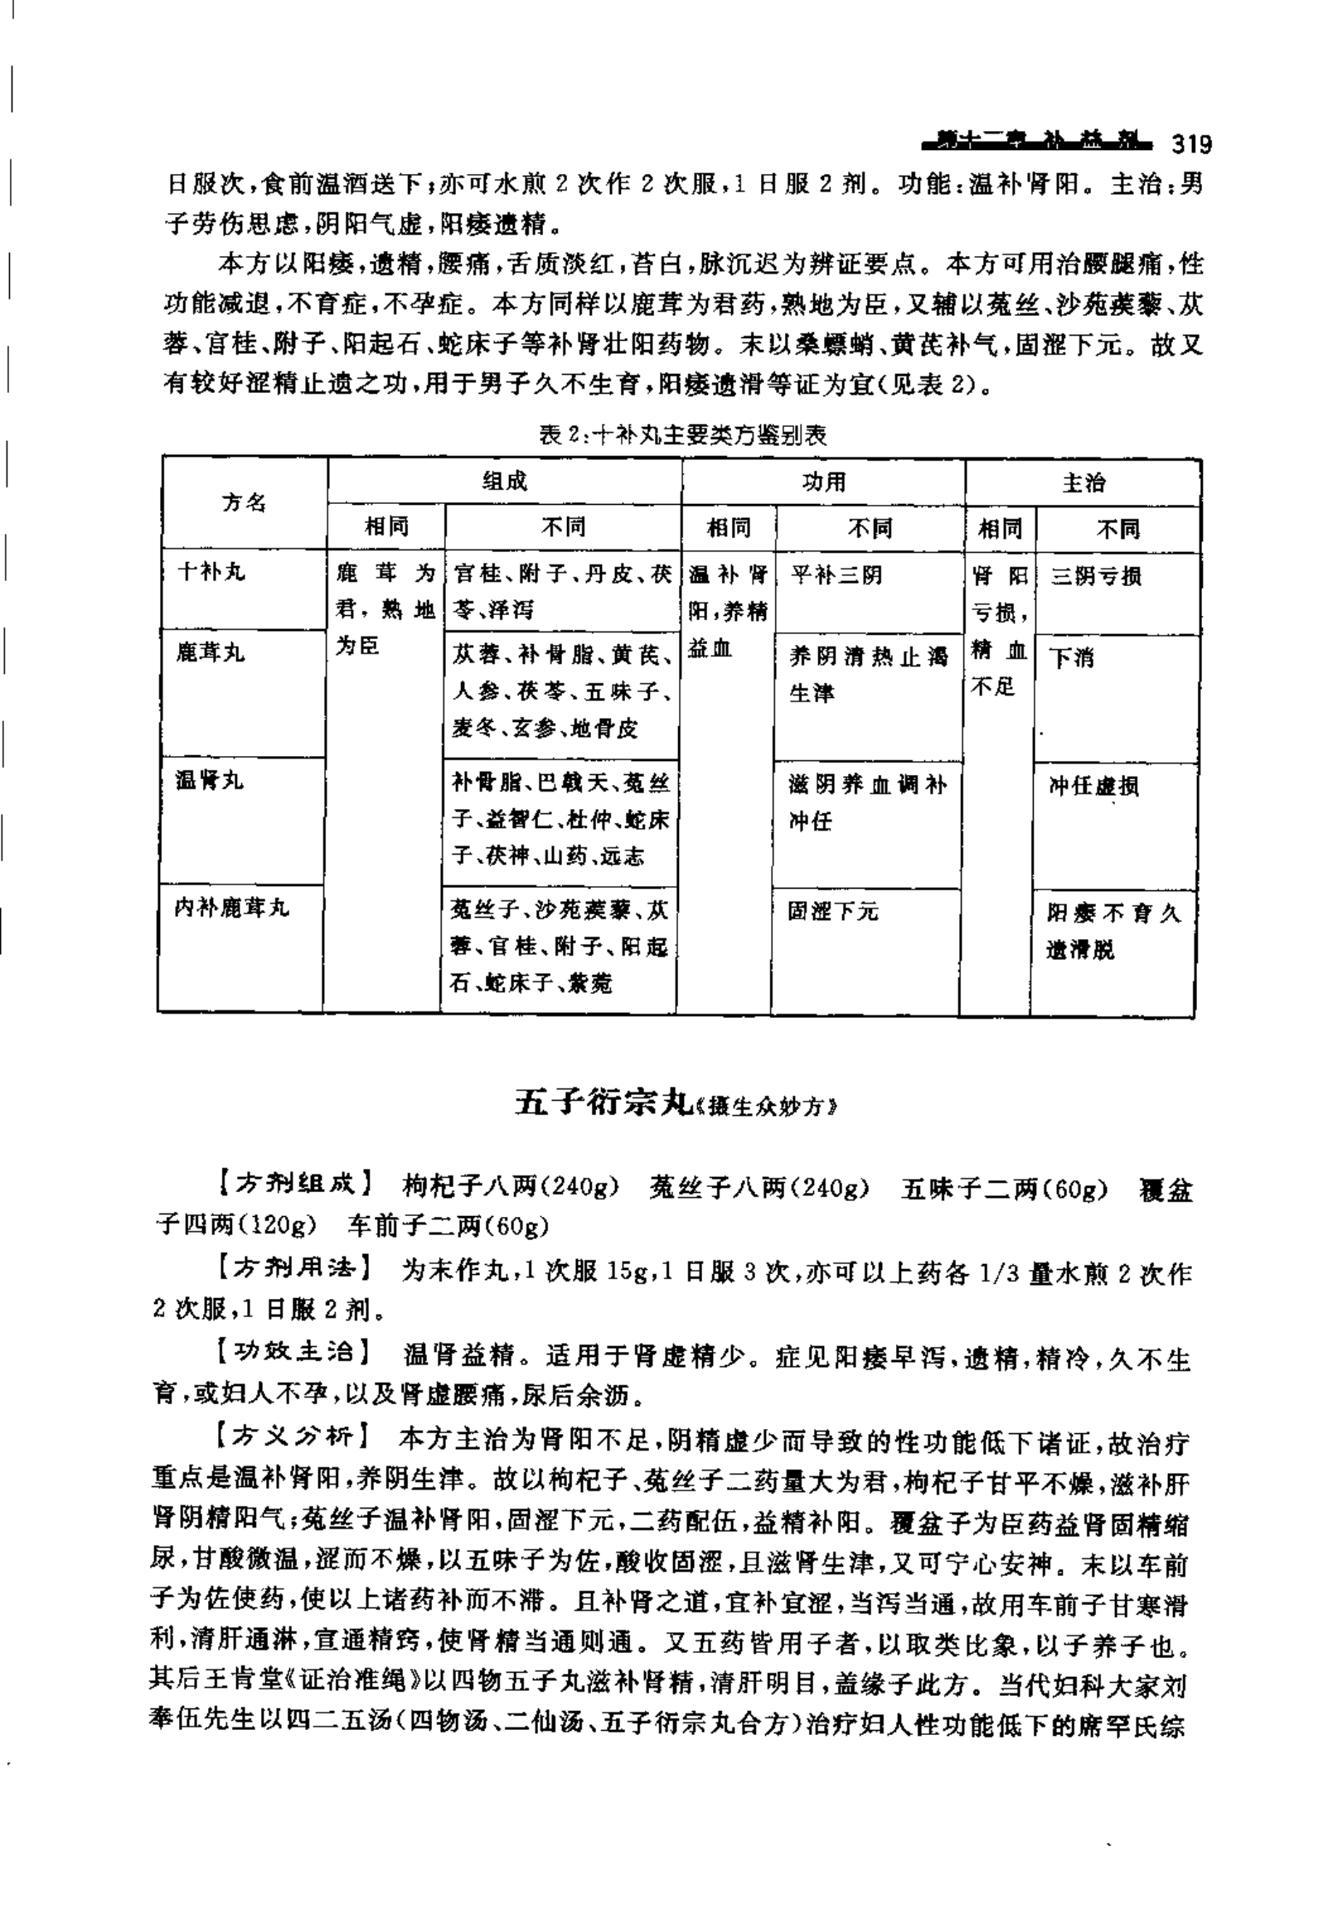 第十二章 补益剂 319
日服次,食前温酒送下;亦可水煎2次作2次服,1日服2剂。功能:温补肾阳。主治:男
子劳伤思虑,阴阳气虚,阳痿遗精。
本方以阳痿,遗精,腰痛,舌质淡红,苔白,脉沉迟为辨证要点。本方可用治腰腿痛,性
功能减退,不育症,不孕症。本方同样以鹿茸为君药,熟地为臣,又辅以菟丝、沙苑蒺藜、苁
蓉、官桂、附子、阳起石、蛇床子等补肾壮阳药物。末以桑螵蛸、黄芪补气,固涩下元。故又
有较好涩精止遗之功,用于男子久不生育,阳痿遗滑等证为宜(见表2)。
表2:十补丸主要类方鉴别表
方名 组成 功用 主治
相同 不同 相同 不同 相同 不同
十补丸 鹿茸为 官桂、附子、丹皮、茯 温补肾 平补三阴 肾阳 三阴亏损
君,熟地 苓、泽泻 阳,养精 亏损,
鹿茸丸 为臣 苁蓉、补骨脂、黄芪、 益血 养阴清热止渴 精血 下消
人参、茯苓、五味子、 生津 不足
麦冬、玄参、地骨皮
温肾丸 补骨脂、巴戟天、菟丝 滋阴养血调补 冲任虚损
子、益智仁、杜仲、蛇床 冲任
子、茯神、山药、远志
内补鹿茸丸 菟丝子、沙苑蒺藜、苁 固涩下元 阳痿不育久
蓉、官桂、附子、阳起 遗滑脱
石、蛇床子、紫菀
五子衍宗丸《摄生众妙方》
【方剂组成】 枸杞子八两(240g) 菟丝子八两(240g) 五味子二两(60g) 覆盆
子四两(120g) 车前子二两(60g)
【方剂用法】 为末作丸,1次服15g,1日服3次,亦可以上药各1/3量水煎2次作
2次服,1日服2剂。
【功效主治】 温肾益精。适用于肾虚精少。症见阳痿早泻,遗精,精冷,久不生
育,或妇人不孕,以及肾虚腰痛,尿后余沥。
【方义分析】 本方主治为肾阳不足,阴精虚少而导致的性功能低下诸证,故治疗
重点是温补肾阳,养阴生津。故以枸杞子、菟丝子二药量大为君,枸杞子甘平不燥,滋补肝
肾阴精阳气;菟丝子温补肾阳,固涩下元,二药配伍,益精补阳。覆盆子为臣药益肾固精缩
尿,甘酸微温,涩而不燥,以五味子为佐,酸收固涩,且滋肾生津,又可宁心安神。末以车前
子为佐使药,使以上诸药补而不滞。且补肾之道,宜补宜涩,当泻当通,故用车前子甘寒滑
利,清肝通淋,宣通精窍,使肾精当通则通。又五药皆用子者,以取类比象,以子养子也。
其后王肯堂《证治准绳》以四物五子丸滋补肾精,清肝明目,盖缘子此方。当代妇科大家刘
奉伍先生以四二五汤(四物汤、二仙汤、五子衍宗丸合方)治疗妇人性功能低下的席罕氏综